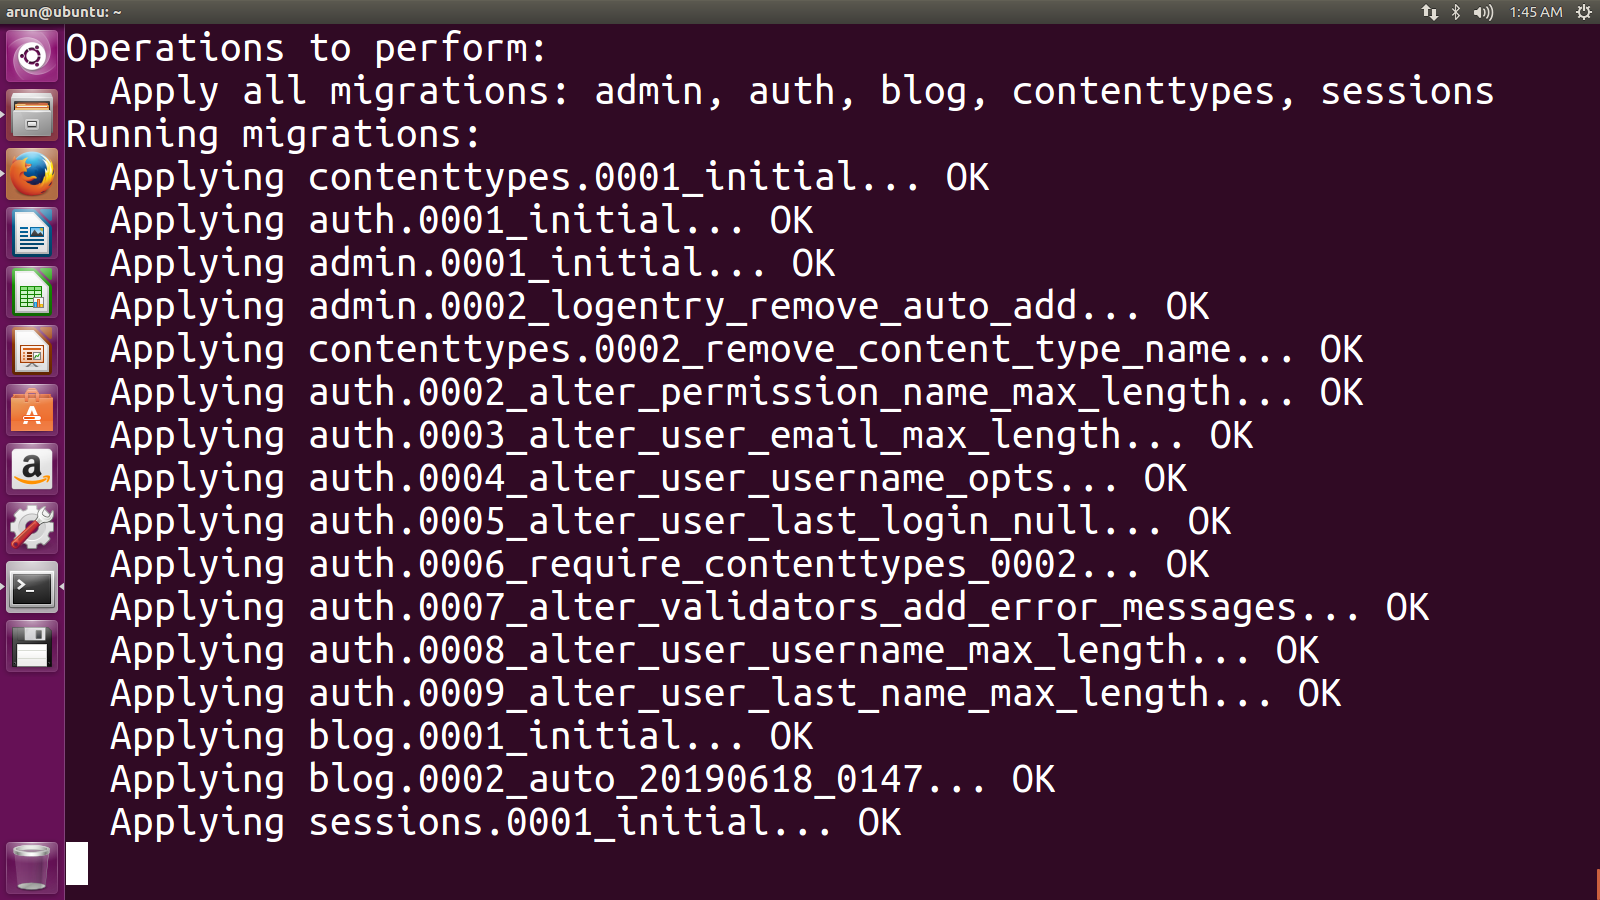 arun@ubuntu: ~
1:45 AM
Operations to perform:
  Apply all migrations: admin, auth, blog, contenttypes, sessions
Running migrations:
  Applying contenttypes.0001_initial... OK
  Applying auth.0001_initial... OK
  Applying admin.0001_initial... OK
  Applying admin.0002_logentry_remove_auto_add... OK
  Applying contenttypes.0002_remove_content_type_name... OK
  Applying auth.0002_alter_permission_name_max_length... OK
  Applying auth.0003_alter_user_email_max_length... OK
  Applying auth.0004_alter_user_username_opts... OK
  Applying auth.0005_alter_user_last_login_null... OK
  Applying auth.0006_require_contenttypes_0002... OK
  Applying auth.0007_alter_validators_add_error_messages... OK
  Applying auth.0008_alter_user_username_max_length... OK
  Applying auth.0009_alter_user_last_name_max_length... OK
  Applying blog.0001_initial... OK
  Applying blog.0002_auto_20190618_0147... OK
  Applying sessions.0001_initial... OK